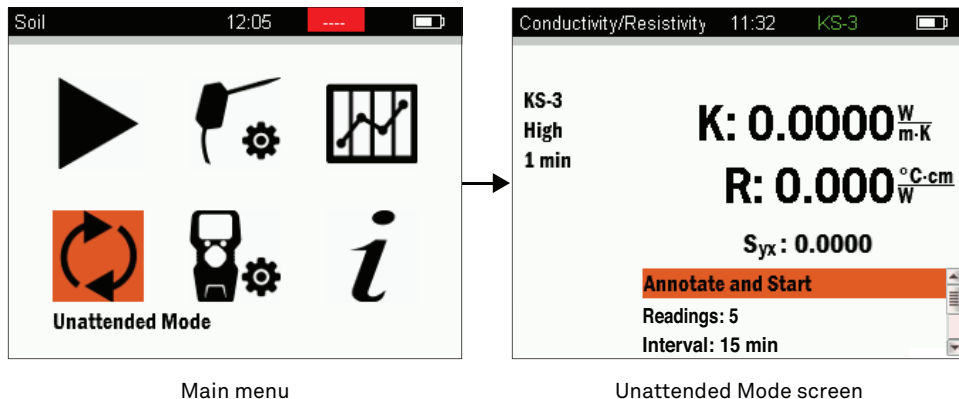 Soil 12:05 ----
Unattended Mode
Main menu
Conductivity/Resistivity 11:32 KS-3
KS-3
High
1 min
K: 0.0000 W/m·K
R: 0.000 °C·cm/W
Syx: 0.0000
Annotate and Start
Readings: 5
Interval: 15 min
Unattended Mode screen